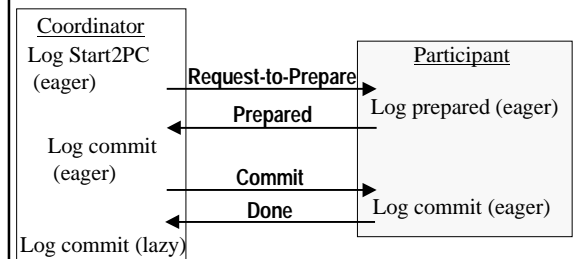 Coordinator
Log Start2PC
(eager)
Participant
Request-to-Prepare
Log prepared (eager)
Prepared
Log commit
(eager)
Commit
Log commit (eager)
Done
Log commit (lazy)